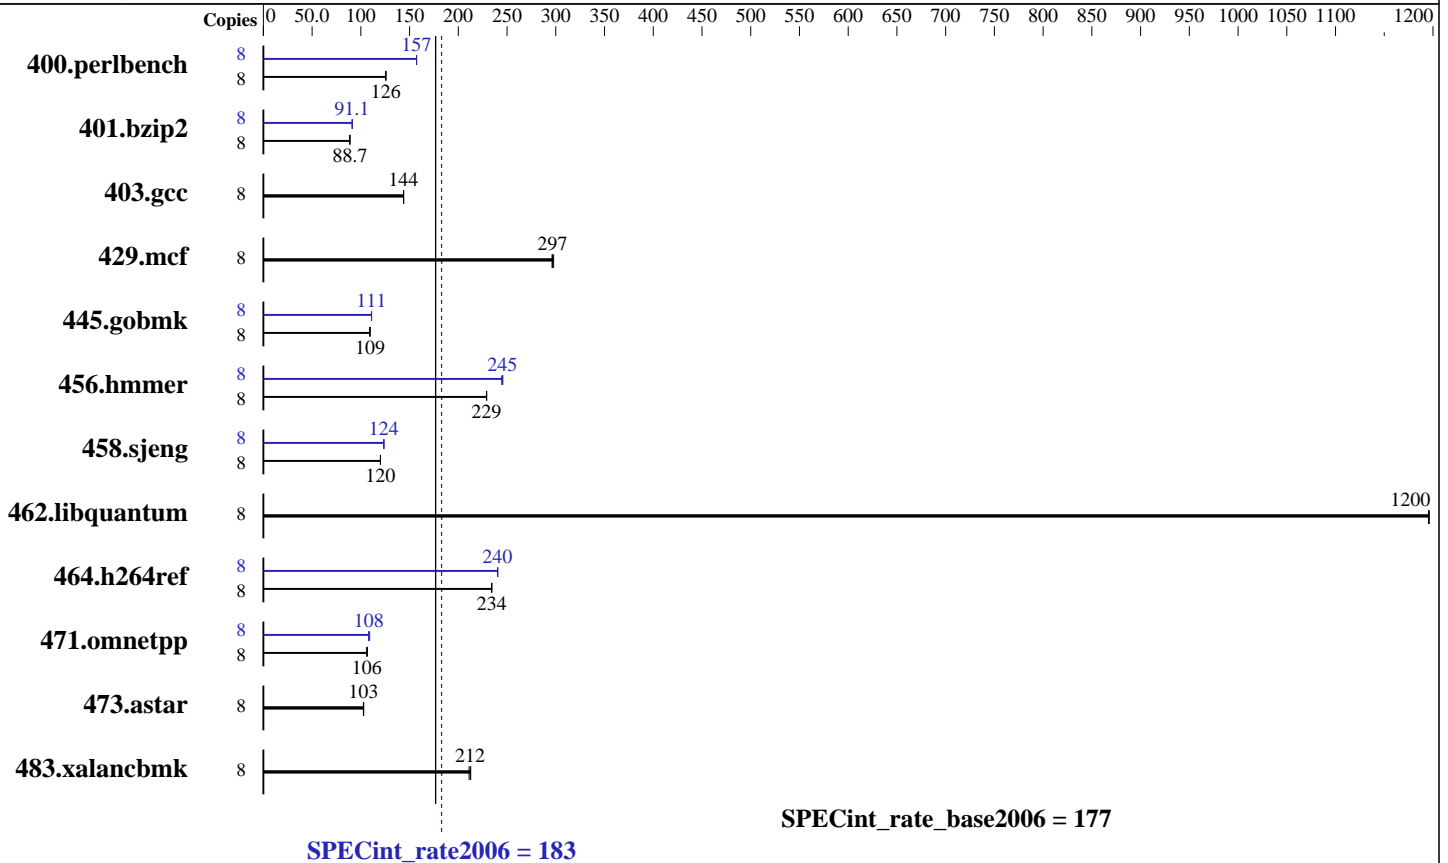 Copies 0 50.0 100 150 200 250 300 350 400 450 500 550 600 650 700 750 800 850 900 950 1000 1050 1100 1200
400.perlbench 8 157
8 126
401.bzip2 8 91.1
8 88.7
403.gcc 8 144
429.mcf 8 297
445.gobmk 8 111
8 109
456.hmmer 8 245
8 229
458.sjeng 8 124
8 120
462.libquantum 8 1200
464.h264ref 8 240
8 234
471.omnetpp 8 108
8 106
473.astar 8 103
483.xalancbmk 8 212
SPECint_rate_base2006 = 177
SPECint_rate2006 = 183